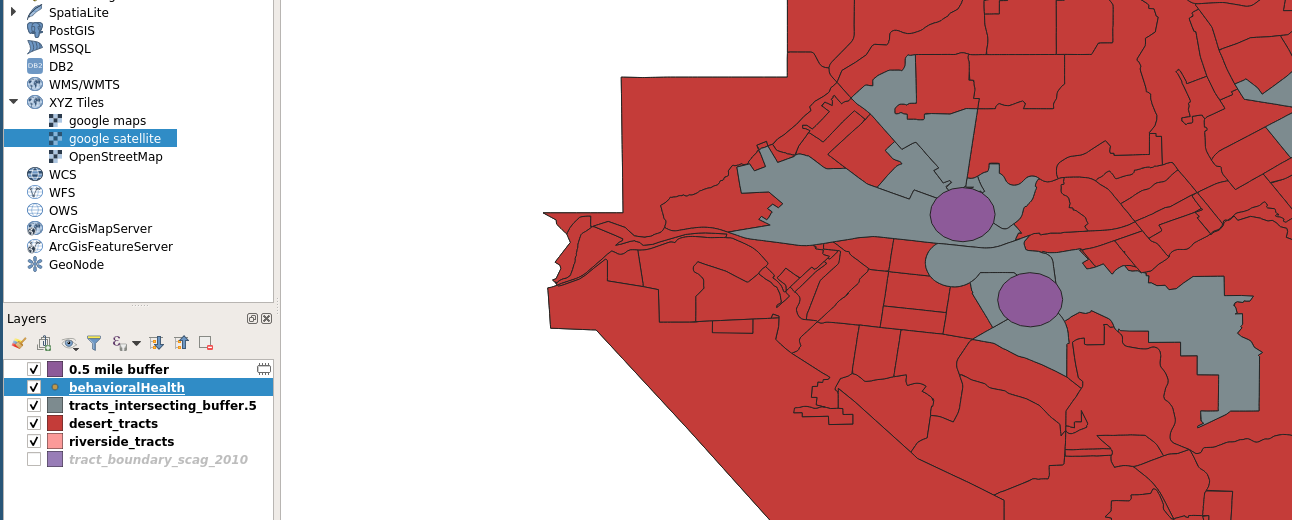 SpatiaLite
PostGIS
MSSQL
DB2 DB2
WMS/WMTS
XYZ Tiles
google maps
google satellite
OpenStreetMap
WCS
WFS
OWS
ArcGisMapServer
ArcGisFeatureServer
GeoNode
Layers
0.5 mile buffer
behavioralHealth
tracts_intersecting_buffer.5
desert_tracts
riverside_tracts
tract_boundary_scag_2010